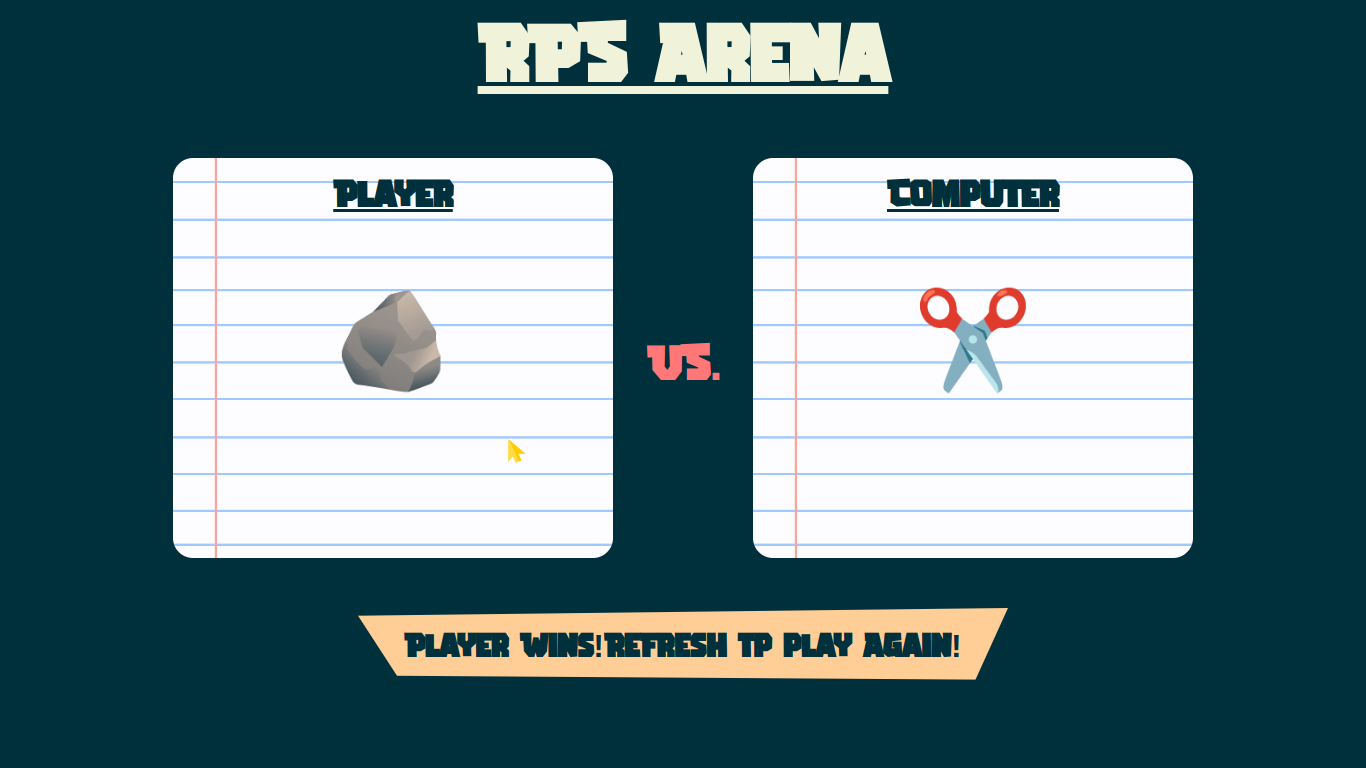 RPS ARENA
PLAYER
COMPUTER
VS.
PLAYER WINS!REFRESH TP PLAY AGAIN!